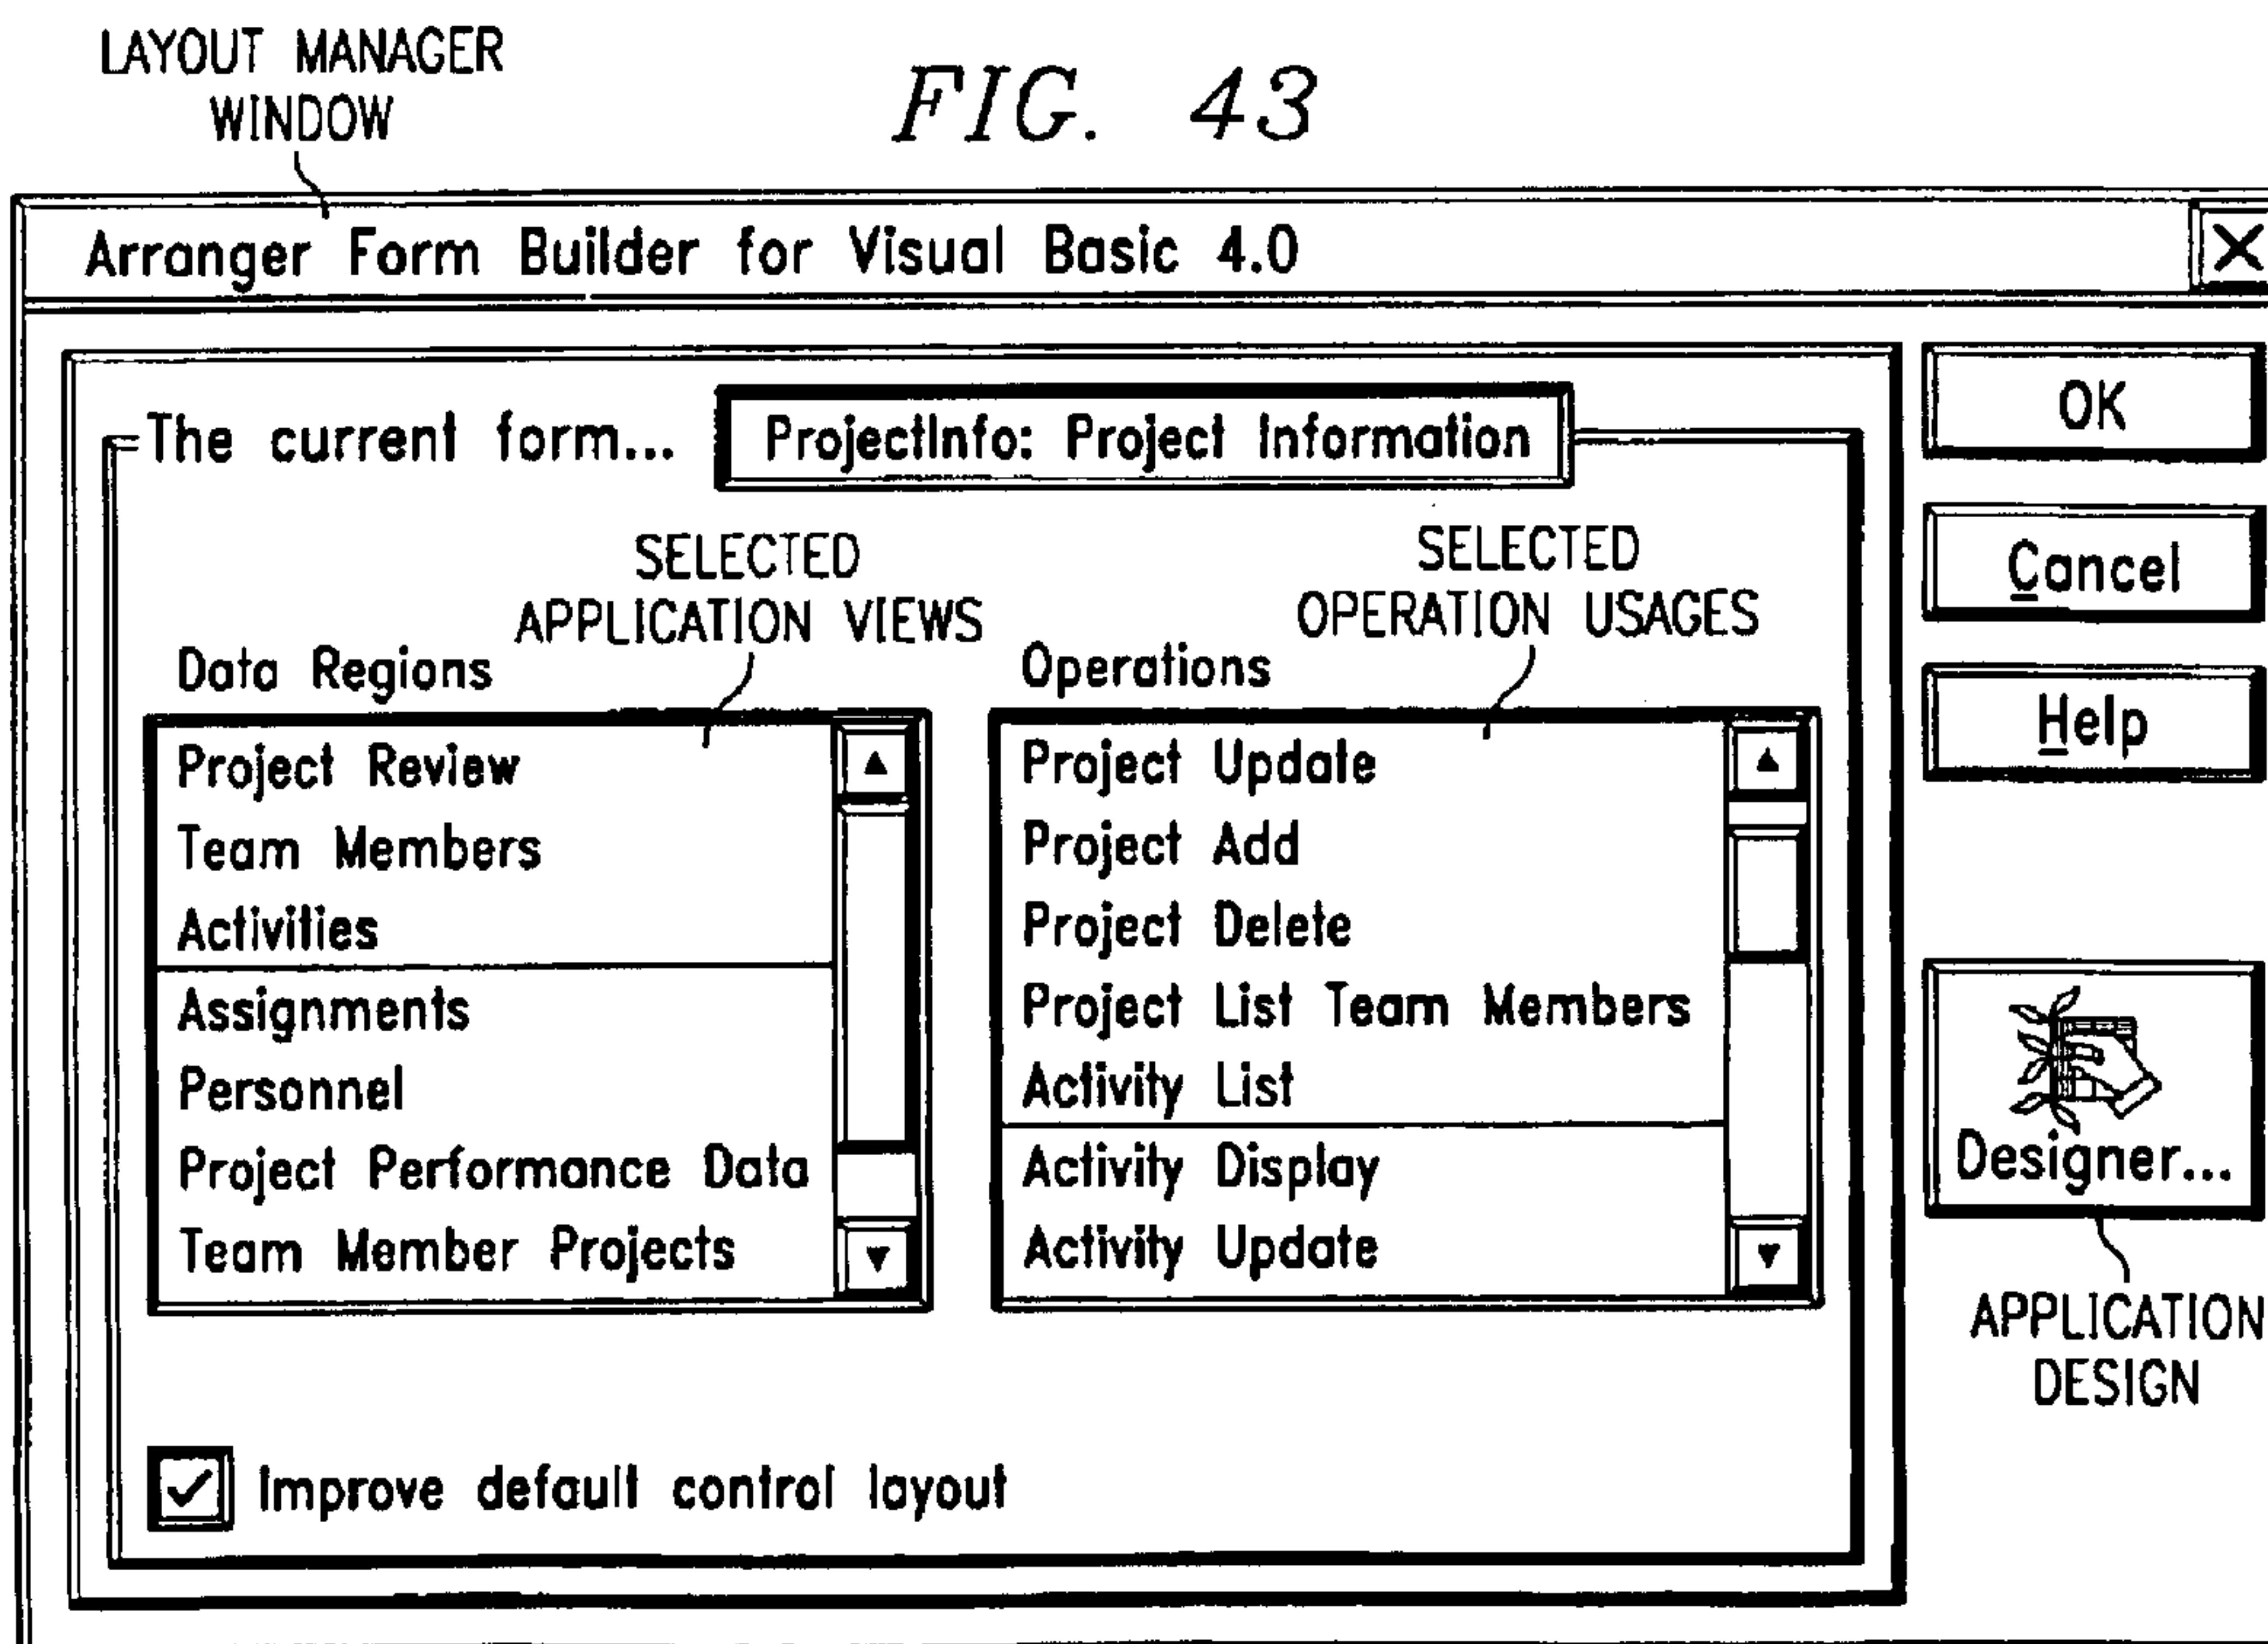 LAYOUT MANAGER
WINDOW
FIG. 43
Arranger Form Builder for Visual Basic 4.0
The current form... ProjectInfo: Project Information
SELECTED
APPLICATION VIEWS
SELECTED
OPERATION USAGES
Data Regions
Project Review
Team Members
Activities
Assignments
Personnel
Project Performance Data
Team Member Projects
Operations
Project Update
Project Add
Project Delete
Project List Team Members
Activity List
Activity Display
Activity Update
Improve default control layout
OK
Cancel
Help
Designer...
APPLICATION
DESIGN